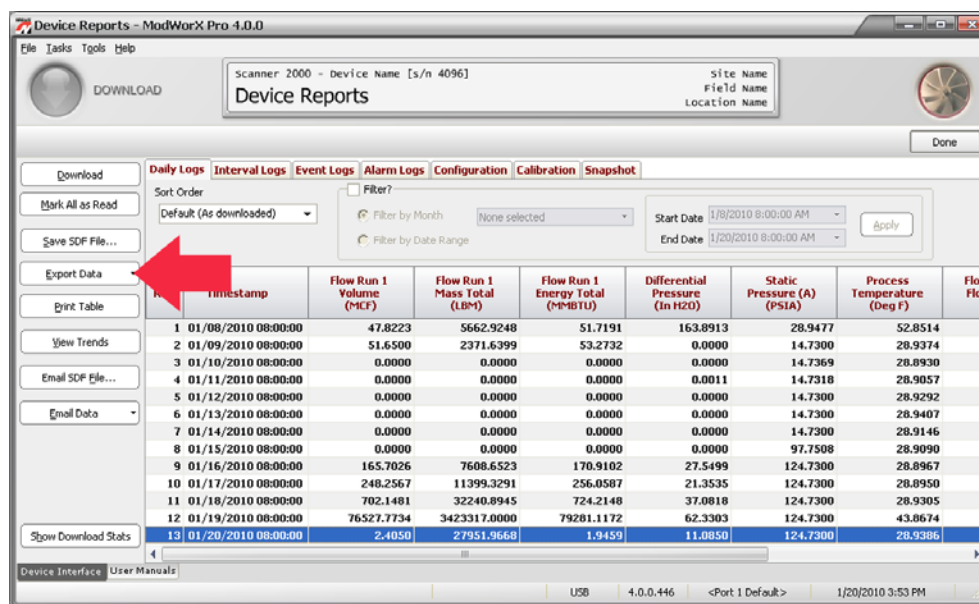 Device Reports - ModWorX Pro 4.0.0
File Tasks Tools Help
DOWNLOAD
Scanner 2000 - Device Name [s/n 4096]
Device Reports
Site Name
Field Name
Location Name
Done
Download
Mark All as Read
Save SDF File...
Export Data
Print Table
View Trends
Email SDF File...
Email Data
Show Download Stats
Daily Logs Interval Logs Event Logs Alarm Logs Configuration Calibration Snapshot
Sort Order
Default (As downloaded)
Filter?
Filter by Month None selected
Filter by Date Range
Start Date 1/8/2010 8:00:00 AM
End Date 1/20/2010 8:00:00 AM
Apply
Timestamp Flow Run 1 Volume (MCF) Flow Run 1 Mass Total (LBM) Flow Run 1 Energy Total (MMBTU) Differential Pressure (In H2O) Static Pressure (A) (PSIA) Process Temperature (Deg F) Flo Flo
1 01/08/2010 08:00:00 47.8223 5662.9248 51.7191 163.8913 28.9477 52.8514
2 01/09/2010 08:00:00 51.6500 2371.6399 53.2732 0.0000 14.7300 28.9374
3 01/10/2010 08:00:00 0.0000 0.0000 0.0000 0.0000 14.7369 28.8930
4 01/11/2010 08:00:00 0.0000 0.0000 0.0000 0.0011 14.7318 28.9057
5 01/12/2010 08:00:00 0.0000 0.0000 0.0000 0.0000 14.7300 28.9292
6 01/13/2010 08:00:00 0.0000 0.0000 0.0000 0.0000 14.7300 28.9407
7 01/14/2010 08:00:00 0.0000 0.0000 0.0000 0.0000 14.7300 28.9146
8 01/15/2010 08:00:00 0.0000 0.0000 0.0000 0.0000 97.7508 28.9090
9 01/16/2010 08:00:00 165.7026 7608.6523 170.9102 27.5499 124.7300 28.8967
10 01/17/2010 08:00:00 248.2567 11399.3291 256.0587 21.3535 124.7300 28.8950
11 01/18/2010 08:00:00 702.1481 32240.8945 724.2148 37.0818 124.7300 28.9305
12 01/19/2010 08:00:00 76527.7734 3423317.0000 79281.1172 62.3303 124.7300 43.8674
13 01/20/2010 08:00:00 2.4050 27951.9668 1.9459 11.0850 124.7300 28.9386
Device Interface User Manuals
USB 4.0.0.446 <Port 1 Default> 1/20/2010 3:53 PM